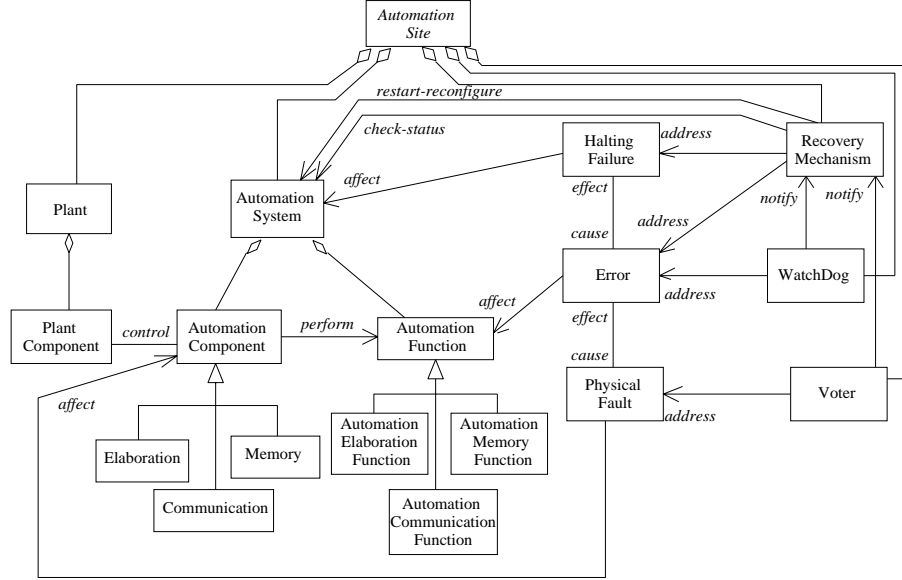 Automation
Site
restart-reconfigure
check-status
Halting
Failure
address
Recovery
Mechanism
affect
Plant
Automation
System
effect
notify
notify
address
cause
Error
WatchDog
affect
address
Plant
Component
control
Automation
Component
perform
Automation
Function
effect
cause
Physical
Fault
Voter
affect
address
Automation
Elaboration
Function
Automation
Memory
Function
Elaboration
Memory
Communication
Automation
Communication
Function